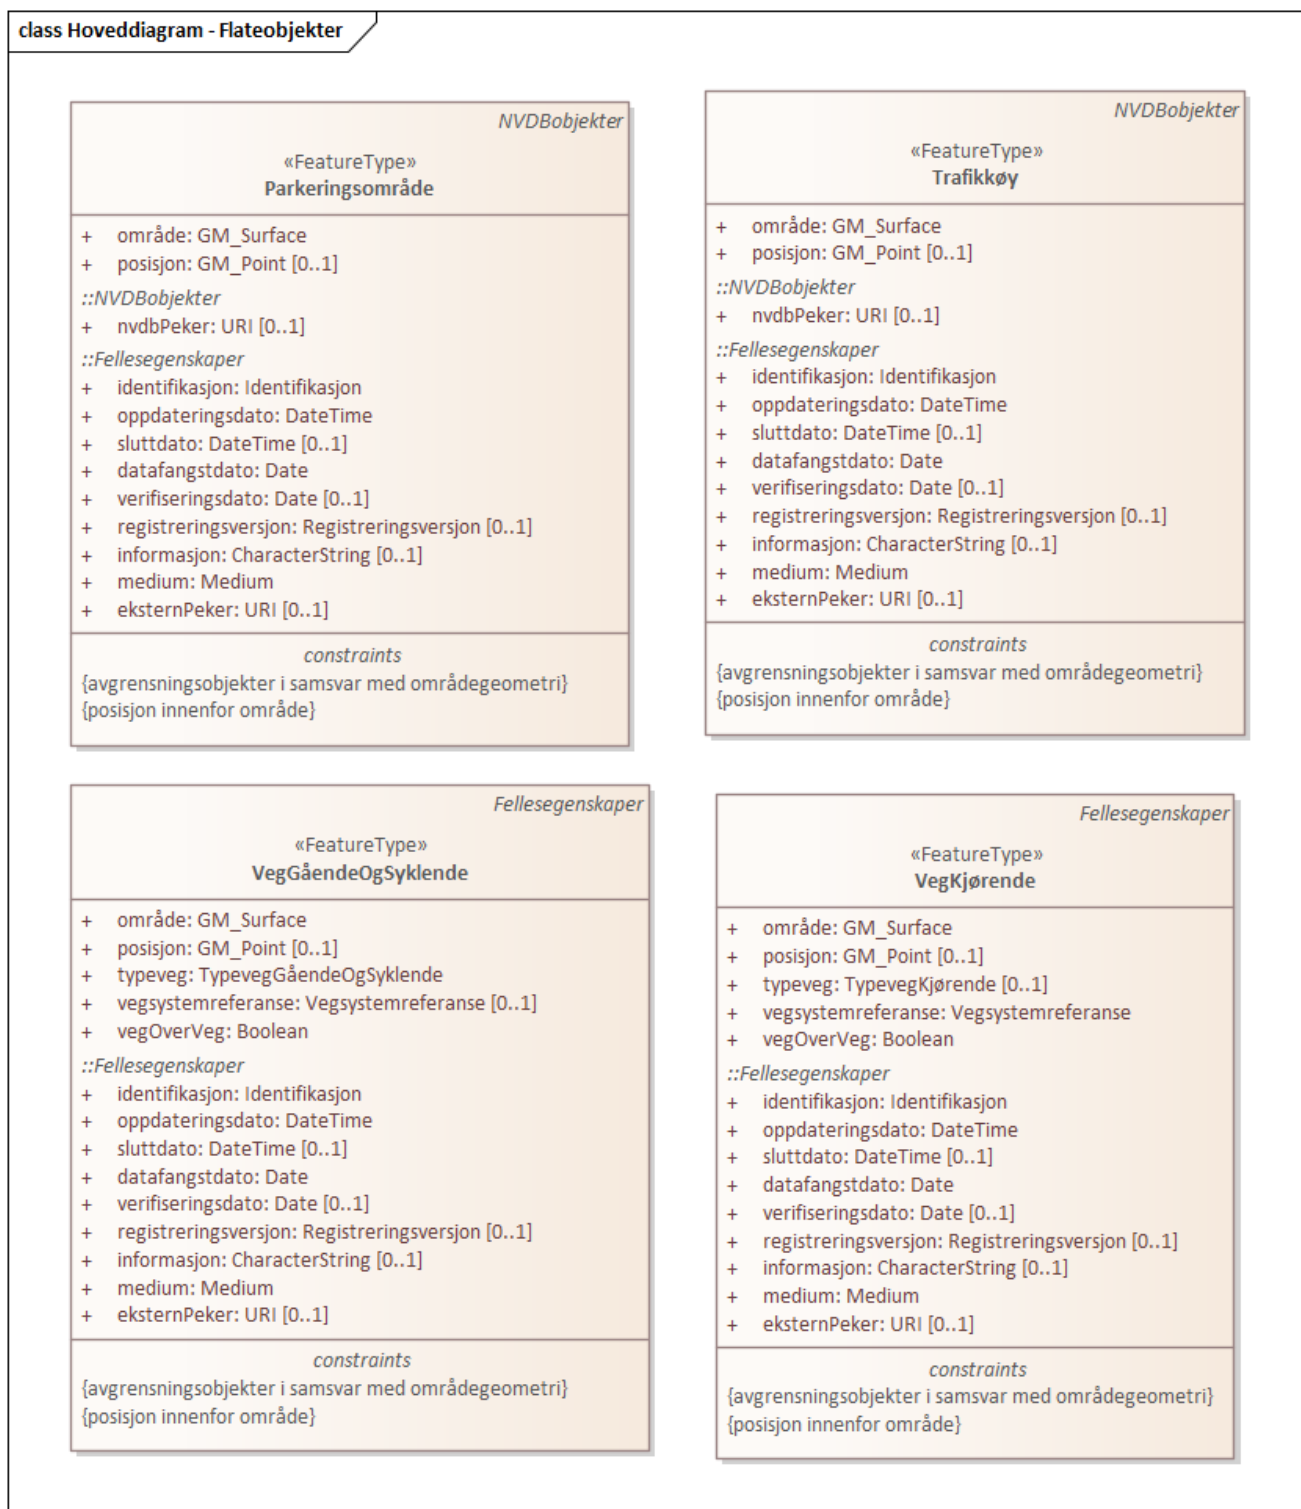 class Hoveddiagram - Flateobjekter
NVDBobjekter
«FeatureType»
Parkeringsområde
+ område: GM_Surface
+ posisjon: GM_Point [0..1]
::NVDBobjekter
+ nvdbPeker: URI [0..1]
::Fellesegenskaper
+ identifikasjon: Identifikasjon
+ oppdateringsdato: DateTime
+ sluttdato: DateTime [0..1]
+ datafangstdato: Date
+ verifiseringsdato: Date [0..1]
+ registreringsversjon: Registreringsversjon [0..1]
+ informasjon: CharacterString [0..1]
+ medium: Medium
+ eksternPeker: URI [0..1]
constraints
{avgrensningsobjekter i samsvar med områdegeometri}
{posisjon innenfor område}
NVDBobjekter
«FeatureType»
Trafikkøy
+ område: GM_Surface
+ posisjon: GM_Point [0..1]
::NVDBobjekter
+ nvdbPeker: URI [0..1]
::Fellesegenskaper
+ identifikasjon: Identifikasjon
+ oppdateringsdato: DateTime
+ sluttdato: DateTime [0..1]
+ datafangstdato: Date
+ verifiseringsdato: Date [0..1]
+ registreringsversjon: Registreringsversjon [0..1]
+ informasjon: CharacterString [0..1]
+ medium: Medium
+ eksternPeker: URI [0..1]
constraints
{avgrensningsobjekter i samsvar med områdegeometri}
{posisjon innenfor område}
Fellesegenskaper
«FeatureType»
VegGåendeOgSyklende
+ område: GM_Surface
+ posisjon: GM_Point [0..1]
+ typeveg: TypevegGåendeOgSyklende
+ vegsystemreferanse: Vegsystemreferanse [0..1]
+ vegOverVeg: Boolean
::Fellesegenskaper
+ identifikasjon: Identifikasjon
+ oppdateringsdato: DateTime
+ sluttdato: DateTime [0..1]
+ datafangstdato: Date
+ verifiseringsdato: Date [0..1]
+ registreringsversjon: Registreringsversjon [0..1]
+ informasjon: CharacterString [0..1]
+ medium: Medium
+ eksternPeker: URI [0..1]
constraints
{avgrensningsobjekter i samsvar med områdegeometri}
{posisjon innenfor område}
Fellesegenskaper
«FeatureType»
VegKjørende
+ område: GM_Surface
+ posisjon: GM_Point [0..1]
+ typeveg: TypevegKjørende [0..1]
+ vegsystemreferanse: Vegsystemreferanse
+ vegOverVeg: Boolean
::Fellesegenskaper
+ identifikasjon: Identifikasjon
+ oppdateringsdato: DateTime
+ sluttdato: DateTime [0..1]
+ datafangstdato: Date
+ verifiseringsdato: Date [0..1]
+ registreringsversjon: Registreringsversjon [0..1]
+ informasjon: CharacterString [0..1]
+ medium: Medium
+ eksternPeker: URI [0..1]
constraints
{avgrensningsobjekter i samsvar med områdegeometri}
{posisjon innenfor område}